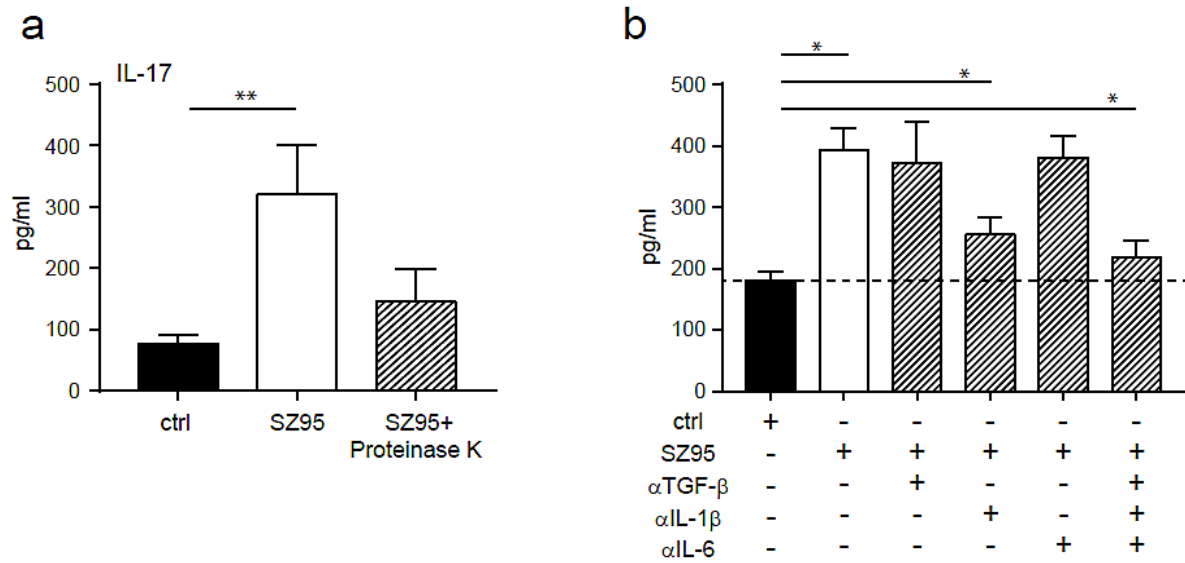 a
IL-17
**
500
400
300
200
100
0
pg/ml
ctrl
SZ95
SZ95+
Proteinase K
b
*
*
*
500
400
300
200
100
0
pg/ml
ctrl + - - - - -
SZ95 - + + + + +
αTGF-β - - + - - +
αIL-1β - - - + - +
αIL-6 - - - - + +